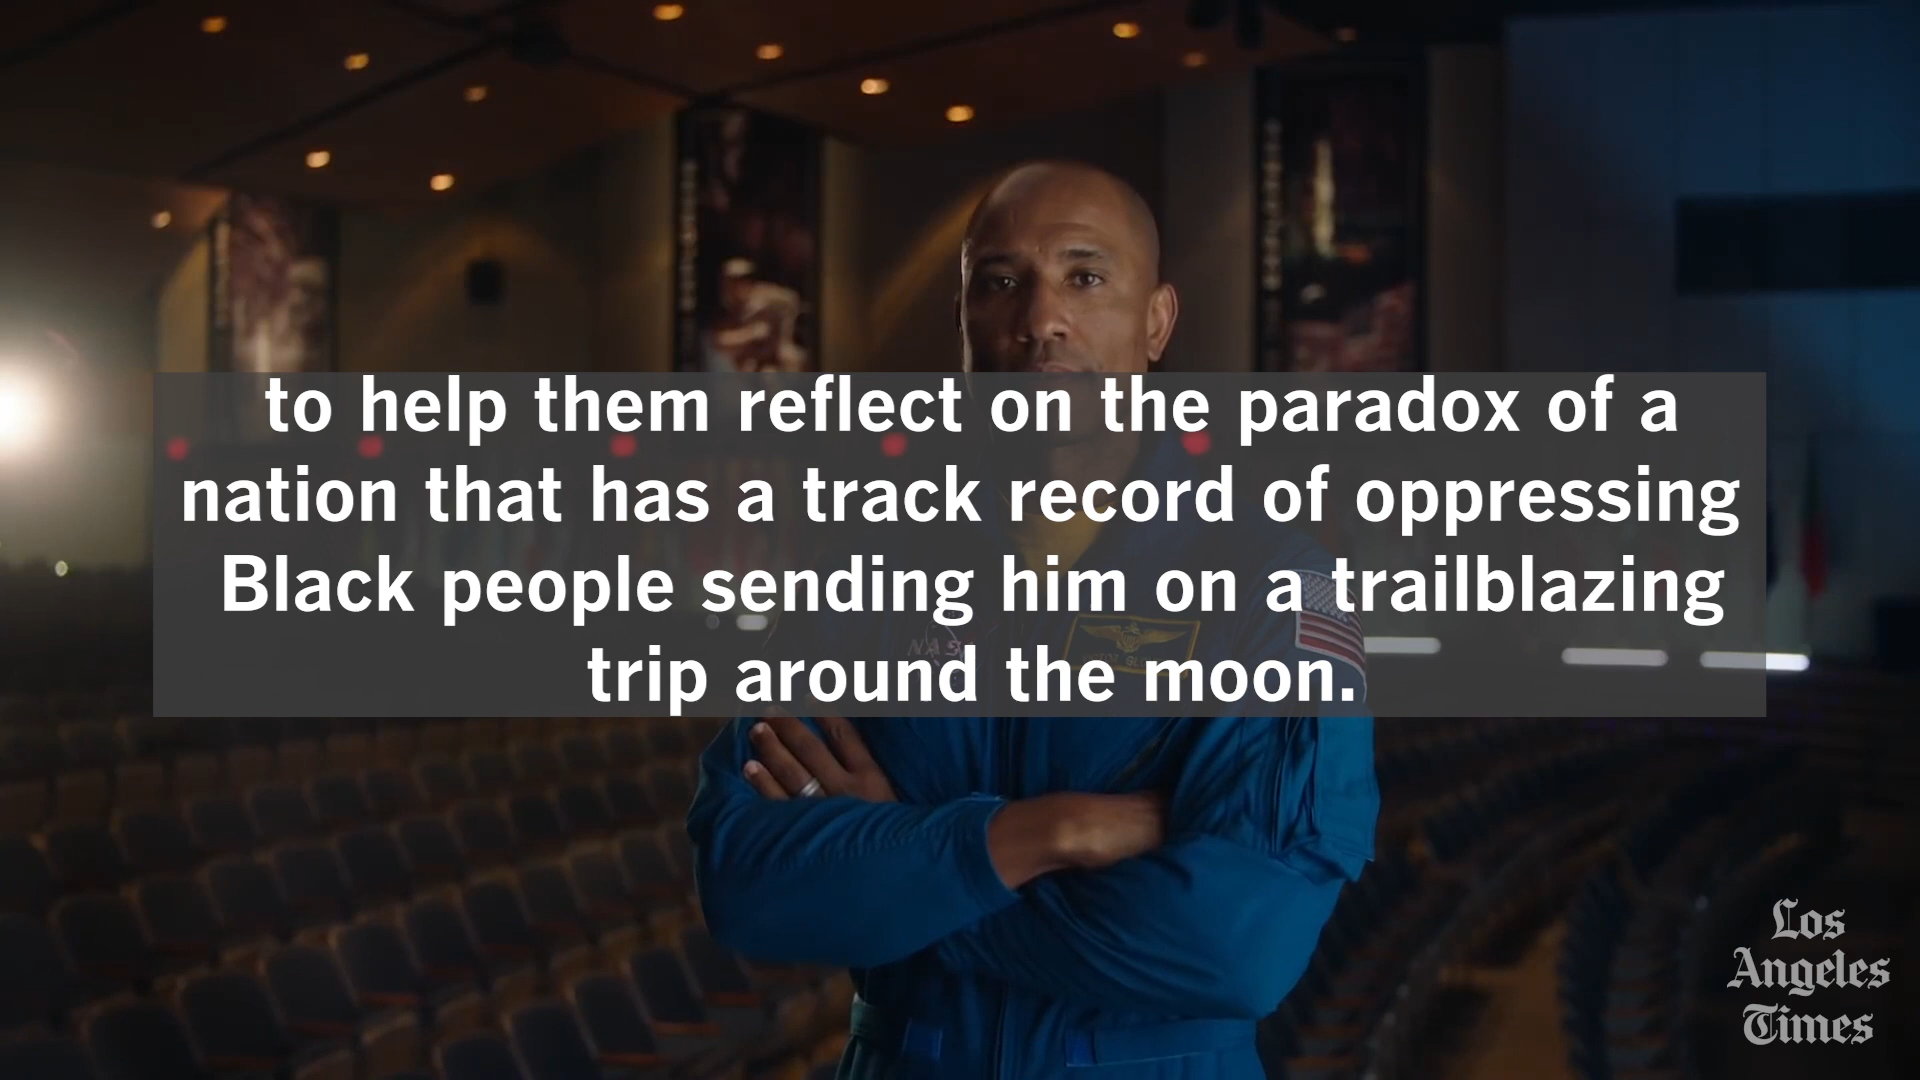 to help them reflect on the paradox of a
nation that has a track record of oppressing
Black people sending him on a trailblazing
trip around the moon.
NAS
Los
Angeles
Times